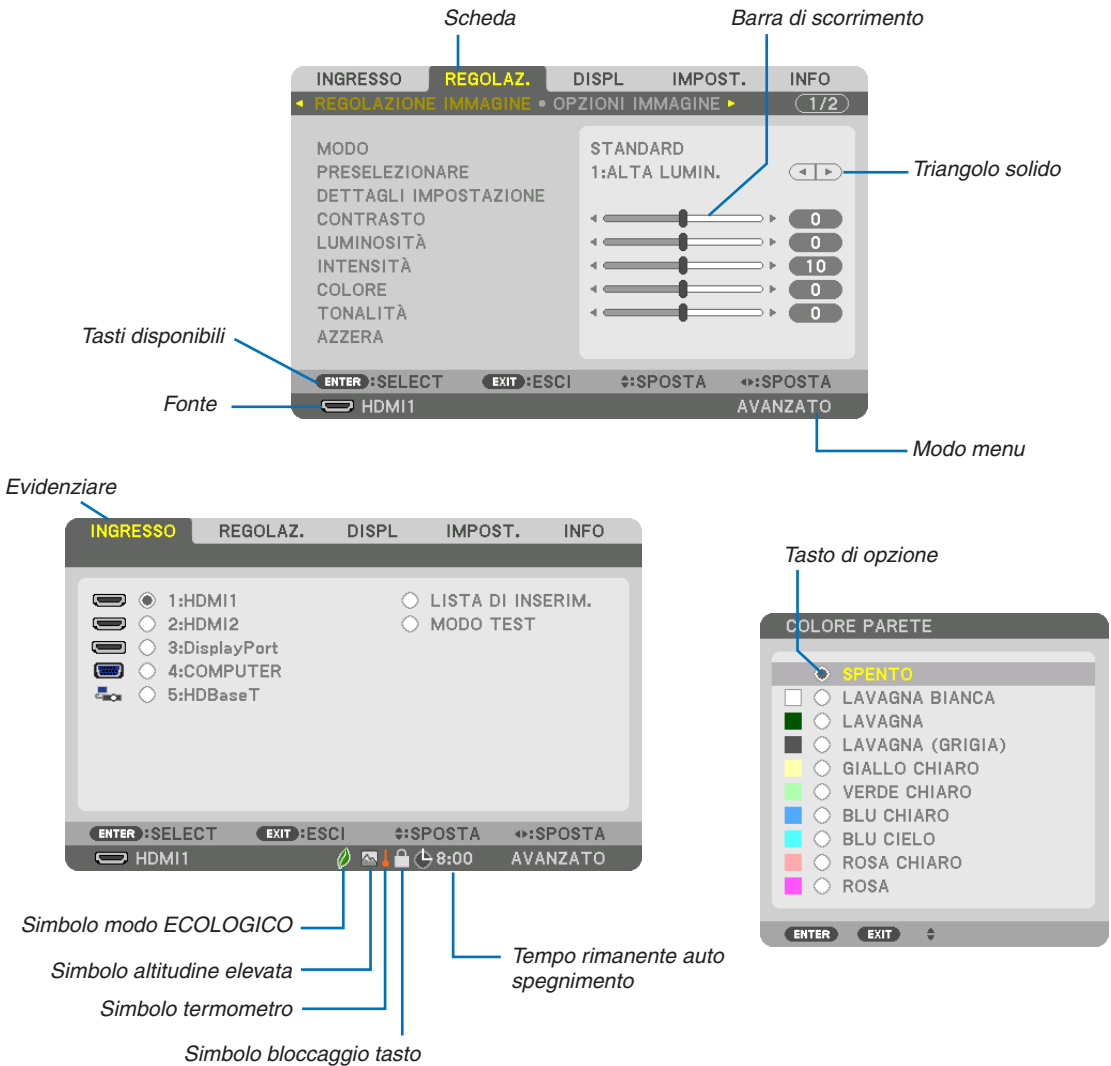 Scheda
Barra di scorrimento
INGRESSO REGOLAZ. DISPL IMPOST. INFO
REGOLAZIONE IMMAGINE • OPZIONI IMMAGINE 1/2
MODO STANDARD
PRESELEZIONARE 1:ALTA LUMIN.
Triangolo solido
DETTAGLI IMPOSTAZIONE
CONTRASTO 0
LUMINOSITÀ 0
INTENSITÀ 10
COLORE 0
TONALITÀ 0
AZZERA
Tasti disponibili
ENTER :SELECT EXIT :ESCI :SPOSTA :SPOSTA
Fonte
HDMI1 AVANZATO
Modo menu
Evidenziare
INGRESSO REGOLAZ. DISPL IMPOST. INFO
1:HDMI1 LISTA DI INSERIM.
2:HDMI2 MODO TEST
3:DisplayPort
4:COMPUTER
5:HDBaseT
ENTER :SELECT EXIT :ESCI :SPOSTA :SPOSTA
HDMI1 8:00 AVANZATO
Simbolo modo ECOLOGICO
Simbolo altitudine elevata
Simbolo termometro
Simbolo bloccaggio tasto
Tempo rimanente auto
spegnimento
Tasto di opzione
COLORE PARETE
SPENTO
LAVAGNA BIANCA
LAVAGNA
LAVAGNA (GRIGIA)
GIALLO CHIARO
VERDE CHIARO
BLU CHIARO
BLU CIELO
ROSA CHIARO
ROSA
ENTER EXIT